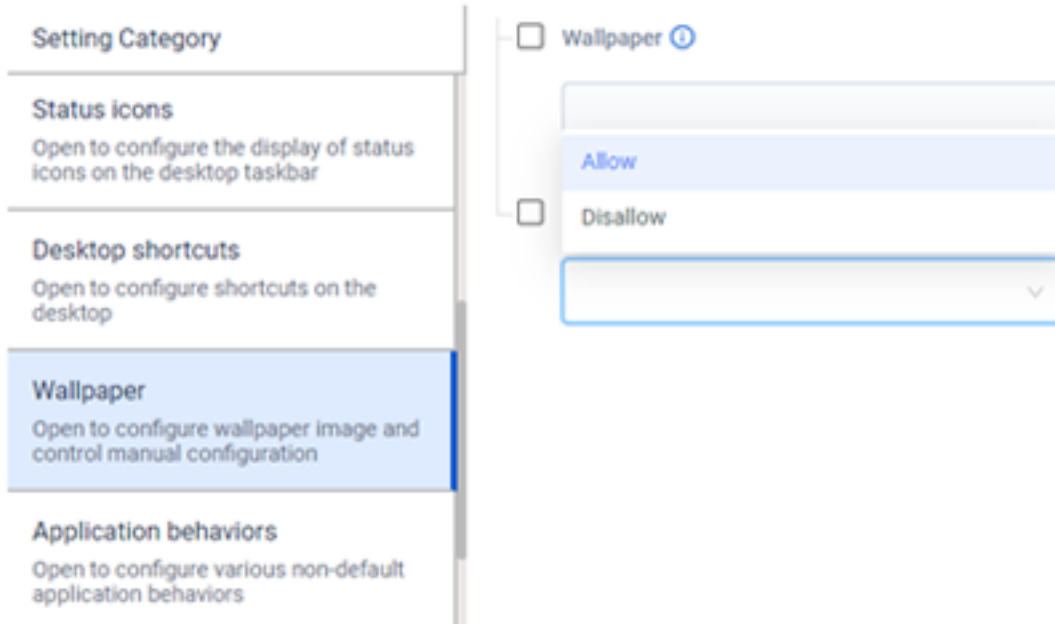 Setting Category
Status icons
Open to configure the display of status
icons on the desktop taskbar
Desktop shortcuts
Open to configure shortcuts on the
desktop
Wallpaper
Open to configure wallpaper image and
control manual configuration
Application behaviors
Open to configure various non-default
application behaviors
Wallpaper
Allow
Disallow